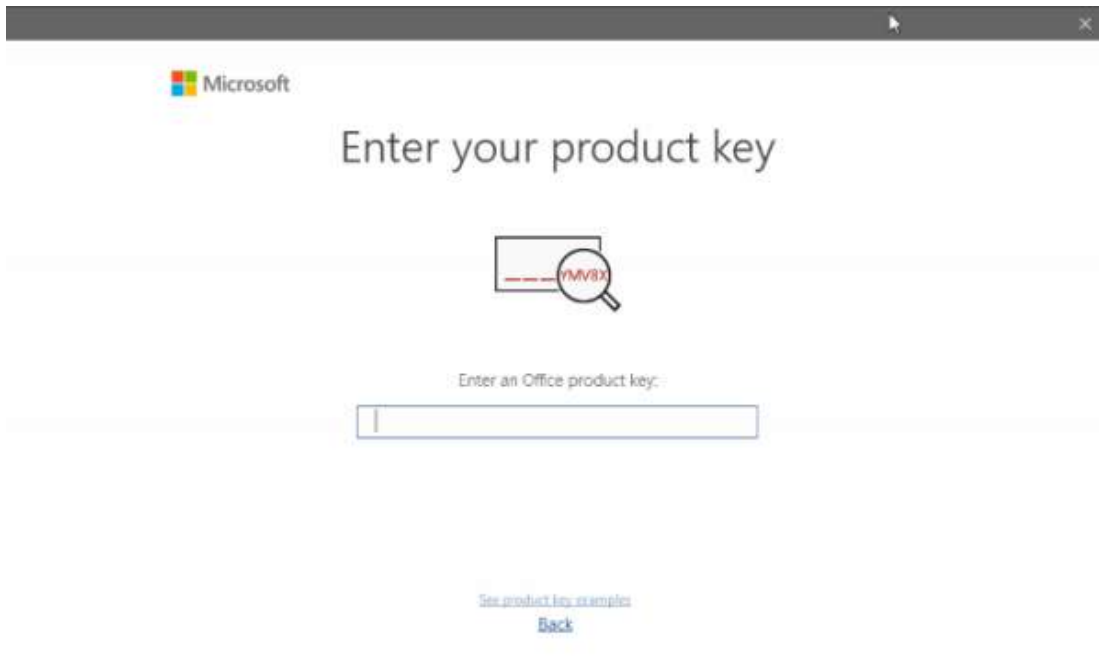 Microsoft
Enter your product key
_ _ _ YMV8X
Enter an Office product key:
See product key examples
Back